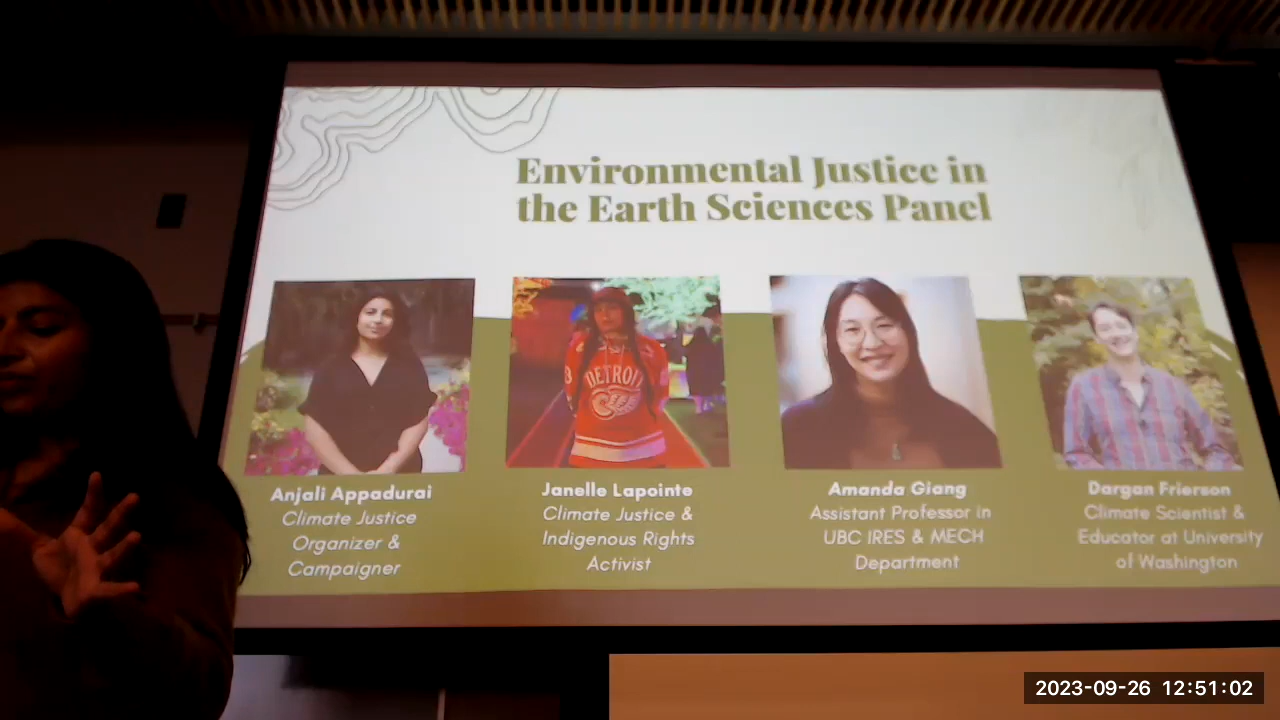 Environmental Justice in
the Earth Sciences Panel
DETROIT
Anjali Appadurai
Climate Justice
Organizer &
Campaigner
Janelle Lapointe
Climate Justice &
Indigenous Rights
Activist
Amanda Giang
Assistant Professor in
UBC IRES & MECH
Department
Dargan Frierson
Climate Scientist &
Educator at University
of Washington
2023-09-26 12:51:02